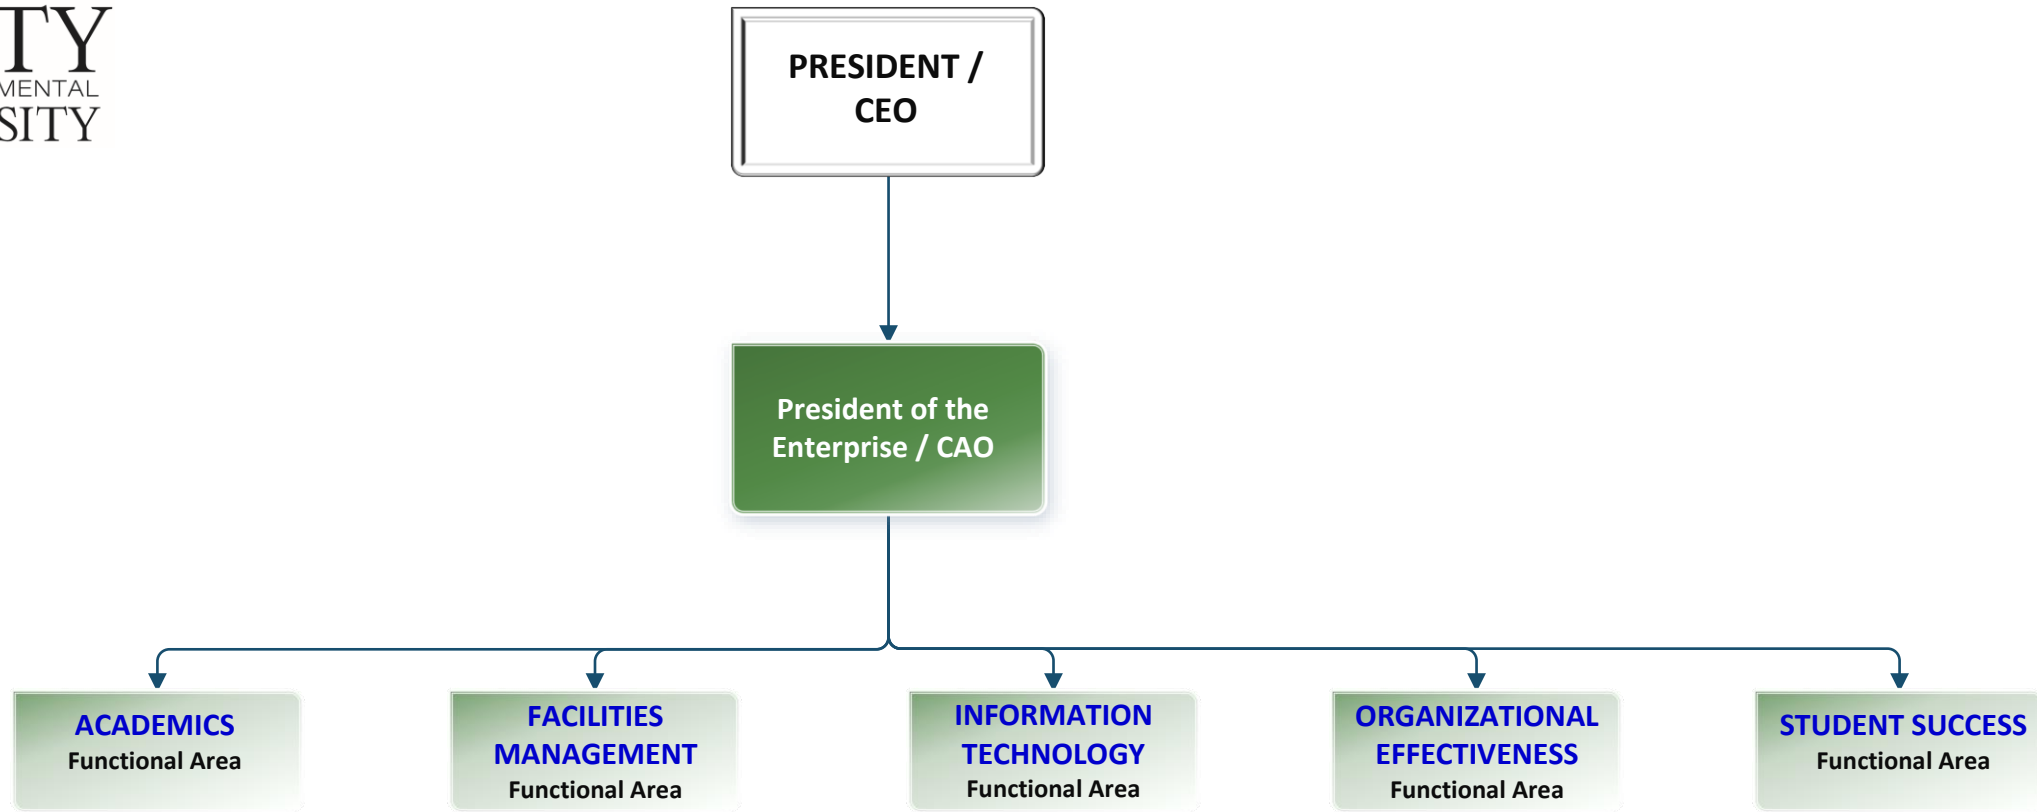 TY
MENTAL
SITY
PRESIDENT /
CEO
President of the
Enterprise / CAO
ACADEMICS
Functional Area
FACILITIES
MANAGEMENT
Functional Area
INFORMATION
TECHNOLOGY
Functional Area
ORGANIZATIONAL
EFFECTIVENESS
Functional Area
STUDENT SUCCESS
Functional Area